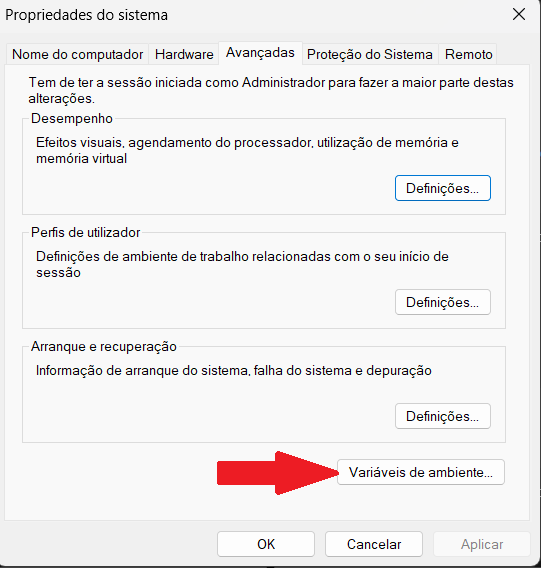 Propriedades do sistema
Nome do computador
Hardware
Avançadas
Proteção do Sistema
Remoto
Tem de ter a sessão iniciada como Administrador para fazer a maior parte destas
alterações.
Desempenho
Efeitos visuais, agendamento do processador, utilização de memória e
memória virtual
Definições...
Perfis de utilizador
Definições de ambiente de trabalho relacionadas com o seu início de
sessão
Definições...
Arranque e recuperação
Informação de arranque do sistema, falha do sistema e depuração
Definições...
Variáveis de ambiente...
OK
Cancelar
Aplicar